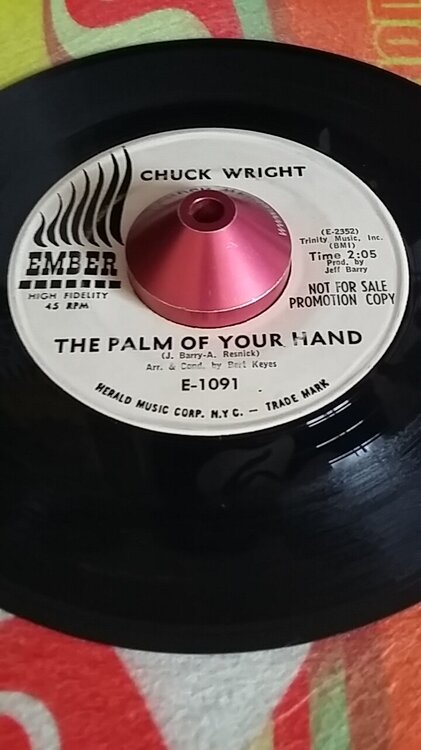 CHUCK WRIGHT
EMBER
HIGH FIDELITY
45 RPM
(E-2352)
Trinity Music, Inc.
(BMI)
Time 2:05
Prod. by
Jeff Barry
NOT FOR SALE
PROMOTION COPY
THE PALM OF YOUR HAND
(J. Barry-A. Resnick)
Arr. & Cond. by Bert Keyes
E-1091
HERALD MUSIC CORP. N.Y.C. — TRADE MARK